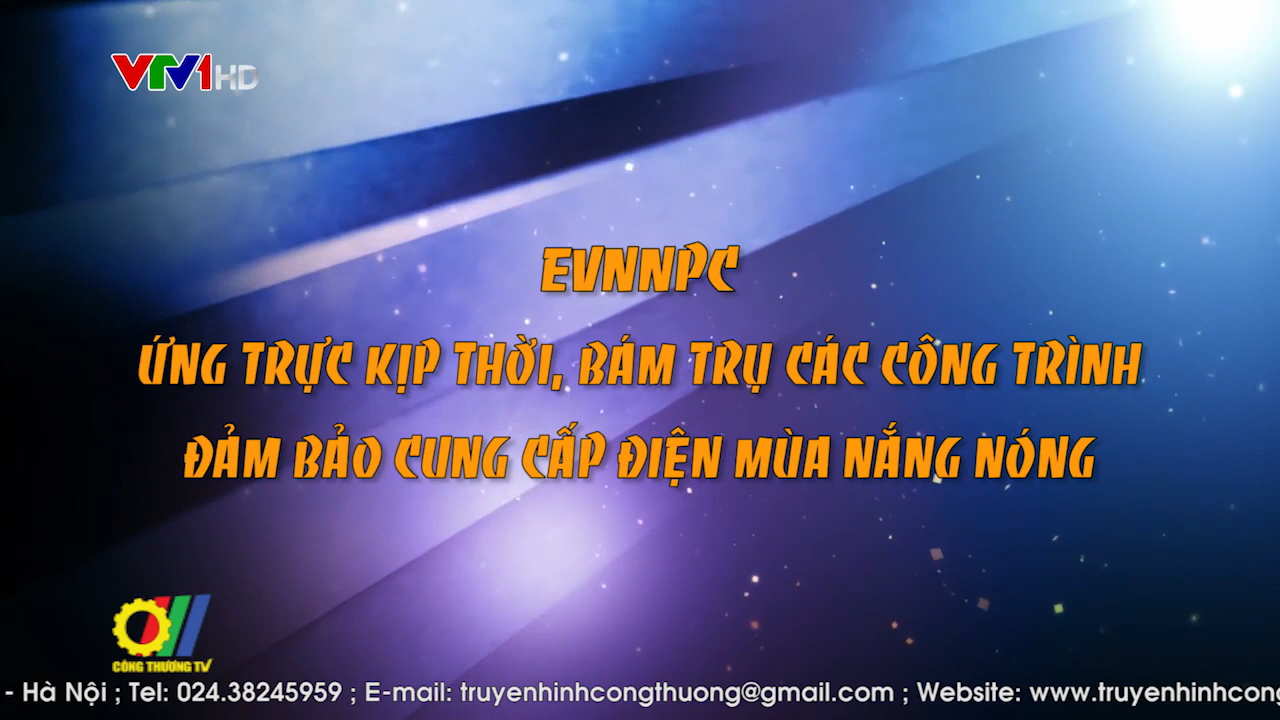 VTV1HD
EVNNPC
ỨNG TRỰC KỊP THỜI, BÁM TRỤ CÁC CÔNG TRÌNH
ĐẢM BẢO CUNG CẤP ĐIỆN MÙA NẮNG NÓNG
CÔNG THƯƠNG TV
- Hà Nội ; Tel: 024.38245959 ; E-mail: truyenhinhcongthuong@gmail.com ; Website: www.truyenhinhcong